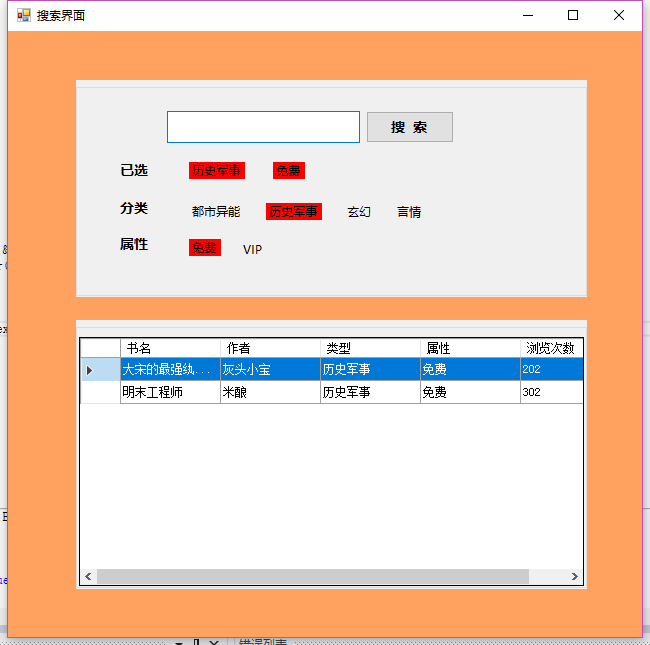 搜索界面
搜 索
已选 历史军事 免费
分类 都市异能 历史军事 玄幻 言情
属性 免费 VIP
书名 作者 类型 属性 浏览次数
大宋的最强纨... 灰头小宝 历史军事 免费 202
明末工程师 米酿 历史军事 免费 302